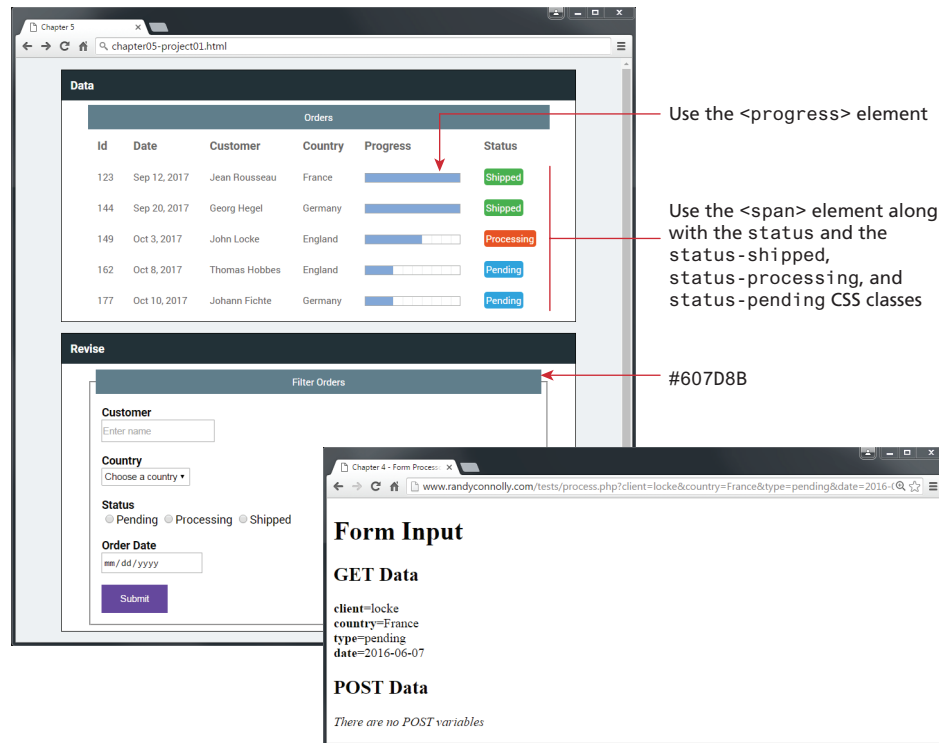 Chapter 5
chapter05-project01.html
Data
Orders
Id Date Customer Country Progress Status
123 Sep 12, 2017 Jean Rousseau France Shipped
144 Sep 20, 2017 Georg Hegel Germany Shipped
149 Oct 3, 2017 John Locke England Processing
162 Oct 8, 2017 Thomas Hobbes England Pending
177 Oct 10, 2017 Johann Fichte Germany Pending
Use the <progress> element
Use the <span> element along
with the status and the
status-shipped,
status-processing, and
status-pending CSS classes
Revise
Filter Orders
#607D8B
Customer
Enter name
Country
Choose a country
Status
Pending Processing Shipped
Order Date
mm/dd/yyyy
Submit
Chapter 4 - Form Process
www.randyconnolly.com/tests/process.php?client=locke&country=France&type=pending&date=2016-
Form Input
GET Data
client=locke
country=France
type=pending
date=2016-06-07
POST Data
There are no POST variables